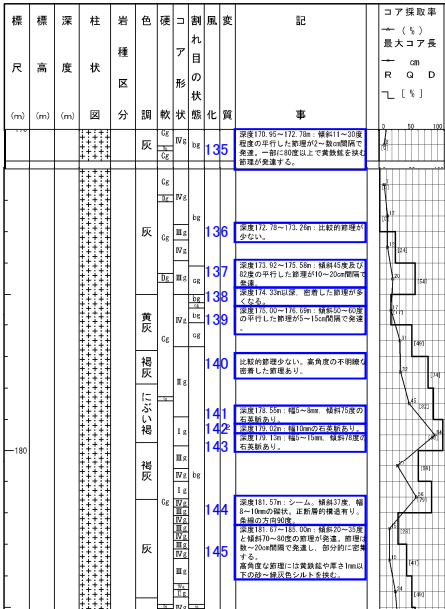 標尺 (m)
標高 (m)
深度 (m)
柱状図
岩種区分
色調
硬軟
コア形状
割れ目の状態
風化
変質
記事
コア採取率
(%)
最大コア長
cm
R Q D
[%]
0 50 100
135
深度170.95〜172.78m：傾斜11〜30度
程度の平行した節理が2〜数cm間隔で
発達。一部に80度以上で黄鉄鉱を挟む
節理が発達する。
灰
Cg
Cg
Ⅳg
bg
136
深度172.78〜173.26m：比較的節理が
少ない。
137
深度173.92〜175.58m：傾斜45度及び
82度の平行した節理が10〜20cm間隔で
発達。
138
深度174.33m以深、密着した節理が多
くなる。
139
深度175.00〜176.69m：傾斜50〜60度
の平行した節理が5〜15cm間隔で発達
。
140
比較的節理少ない。高角度の不明瞭な
密着した節理あり。
141
深度178.55m：幅5〜8mm、傾斜75度の
石英脈あり。
142
深度179.02m：幅10mmの石英脈あり。
143
深度179.13m：幅5〜15mm、傾斜78度の
石英脈あり。
144
深度181.57m：シーム。傾斜37度、幅
8〜10mmの礫状。正断層的構造有り。
条線の方向90度。
145
深度181.67〜185.00m：傾斜20〜35度
と傾斜70〜80度の節理が発達。節理は
数〜20cm間隔で発達し、部分的に密集
する。
高角度な節理には黄鉄鉱や厚さ1mm以
下の砂〜緑灰色シルトを挟む。
灰
黄灰
褐灰
にぶい褐
褐灰
灰
180